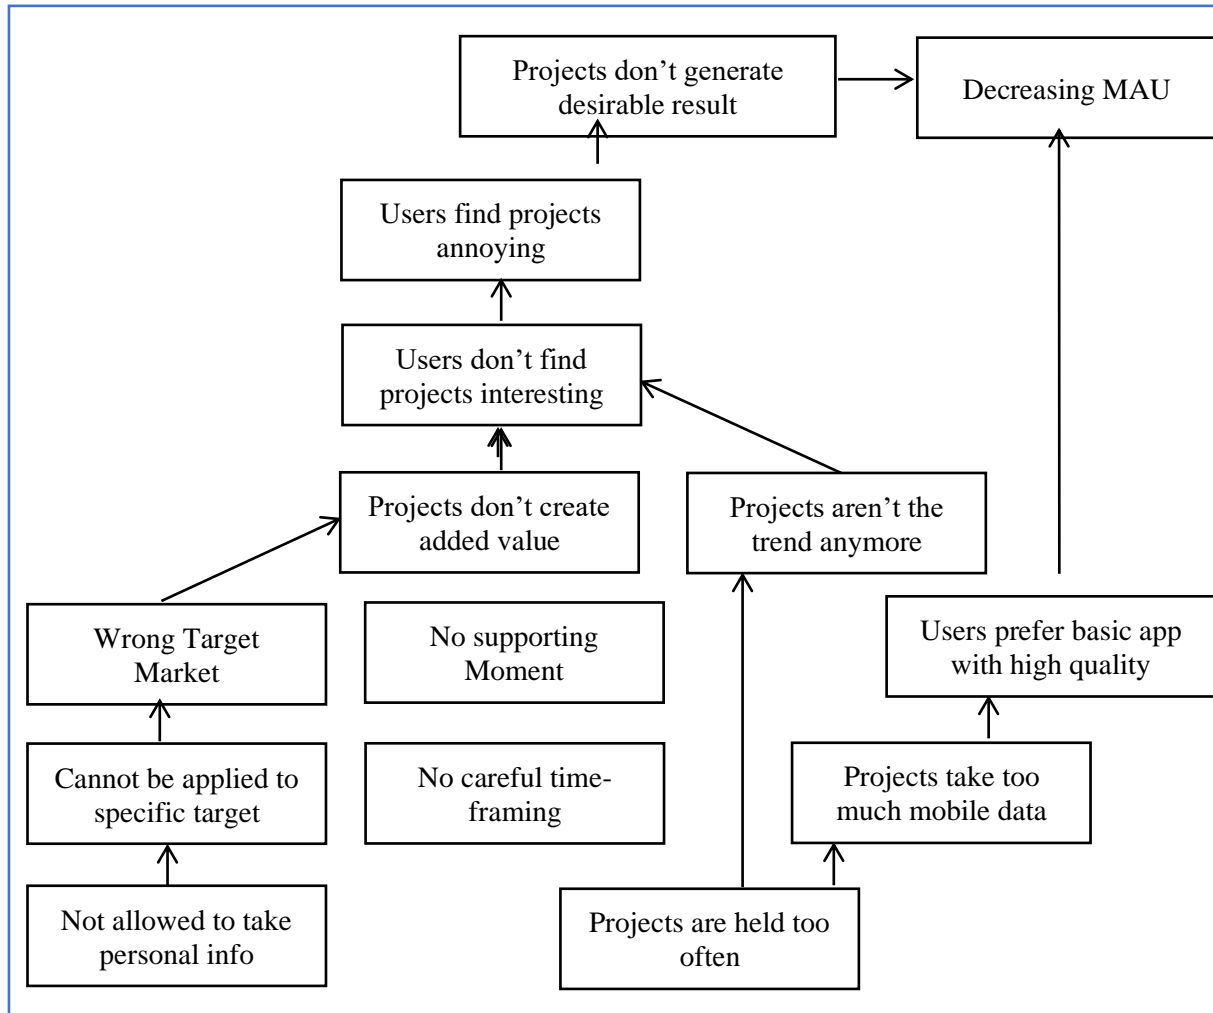 Projects don’t generate
desirable result
Decreasing MAU
Users find projects
annoying
Users don’t find
projects interesting
Projects don’t create
added value
Projects aren’t the
trend anymore
Wrong Target
Market
No supporting
Moment
Users prefer basic app
with high quality
Cannot be applied to
specific target
No careful time-
framing
Projects take too
much mobile data
Not allowed to take
personal info
Projects are held too
often